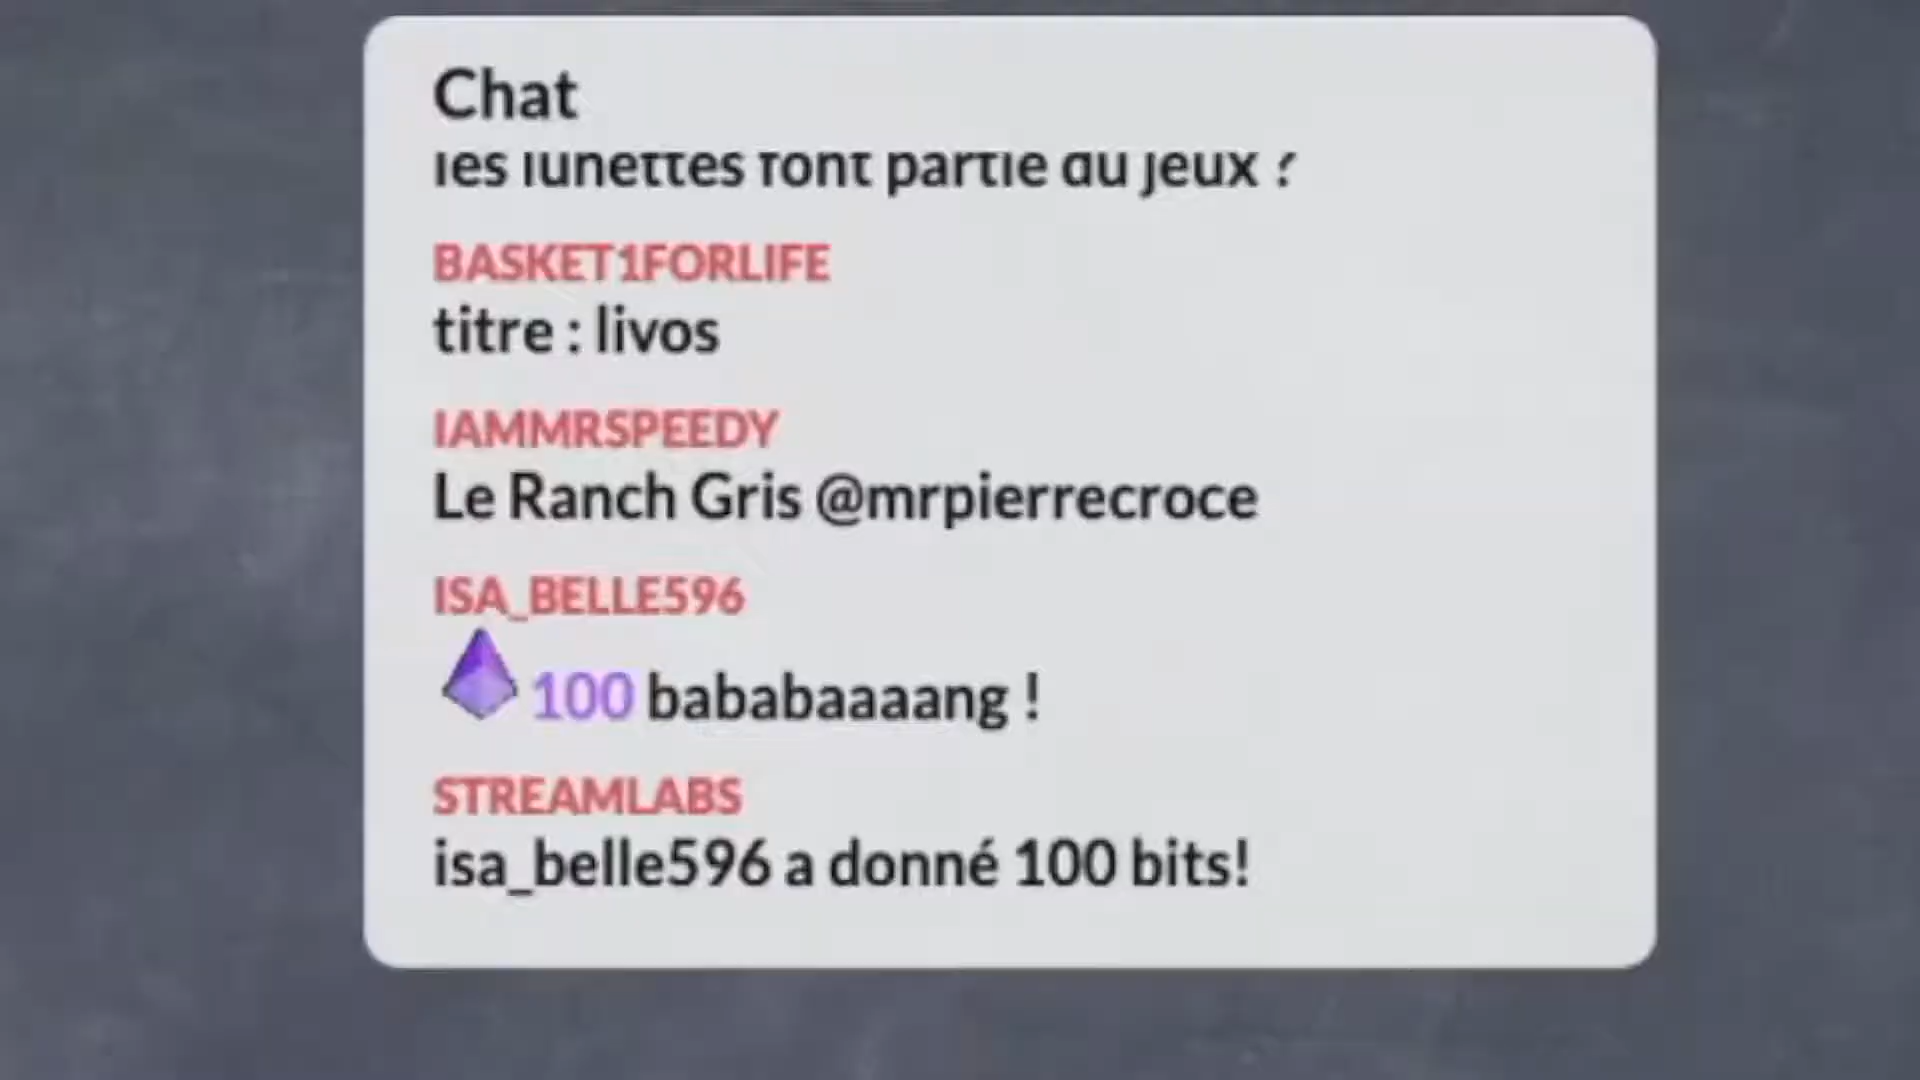 Chat
les lunettes font partie du jeux ?
BASKET1FORLIFE
titre : livos
IAMMRSPEEDY
Le Ranch Gris @mrpierrecroce
ISA_BELLE596
100 bababaaaang !
STREAMLABS
isa_belle596 a donné 100 bits!